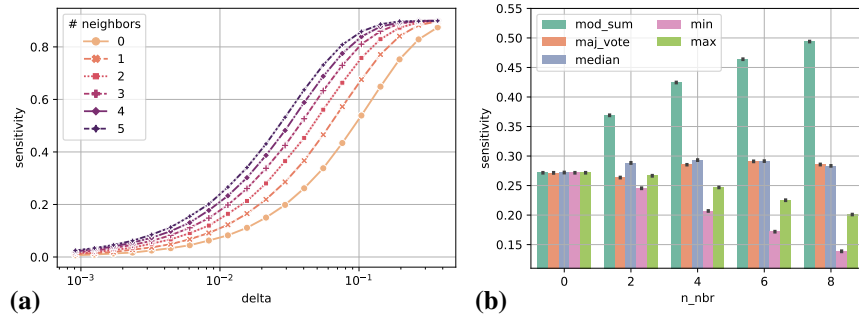 # neighbors
0
1
2
3
4
5
sensitivity
0.8
0.6
0.4
0.2
0.0
10⁻³
10⁻²
10⁻¹
delta
(a)
mod_sum
maj_vote
median
min
max
sensitivity
0.55
0.50
0.45
0.40
0.35
0.30
0.25
0.20
0.15
0
2
4
6
8
n_nbr
(b)